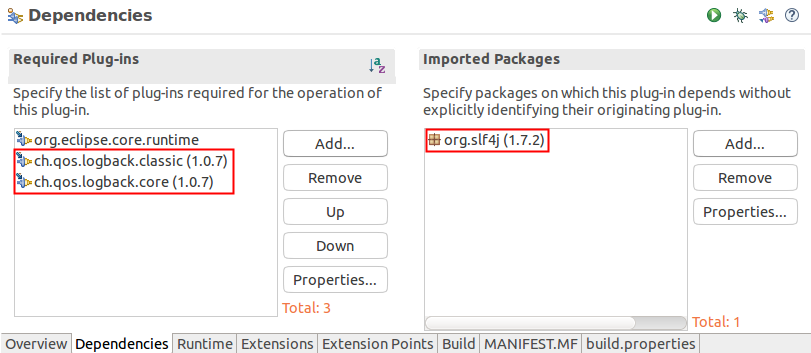 Dependencies
Required Plug-ins
Specify the list of plug-ins required for the operation of
this plug-in.
org.eclipse.core.runtime
ch.qos.logback.classic (1.0.7)
ch.qos.logback.core (1.0.7)
Add...
Remove
Up
Down
Properties...
Total: 3
Imported Packages
Specify packages on which this plug-in depends without
explicitly identifying their originating plug-in.
org.slf4j (1.7.2)
Add...
Remove
Properties...
Total: 1
Overview Dependencies Runtime Extensions Extension Points Build MANIFEST.MF build.properties